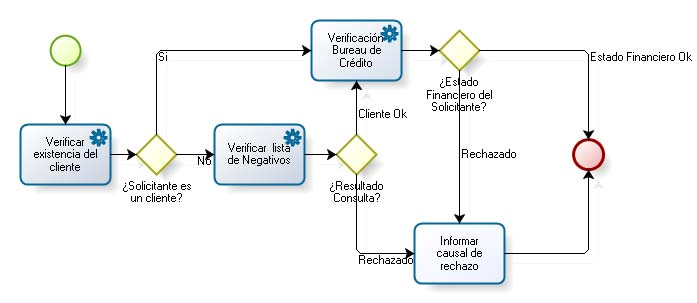 Verificación
Bureau de
Crédito
Si
Estado Financiero Ok
¿Estado
Financiero del
Solicitante?
Cliente Ok
Verificar
existencia del
cliente
Verificar lista
de Negativos
No
Rechazado
¿Solicitante es
un cliente?
¿Resultado
Consulta?
Informar
causal de
rechazo
Rechazado